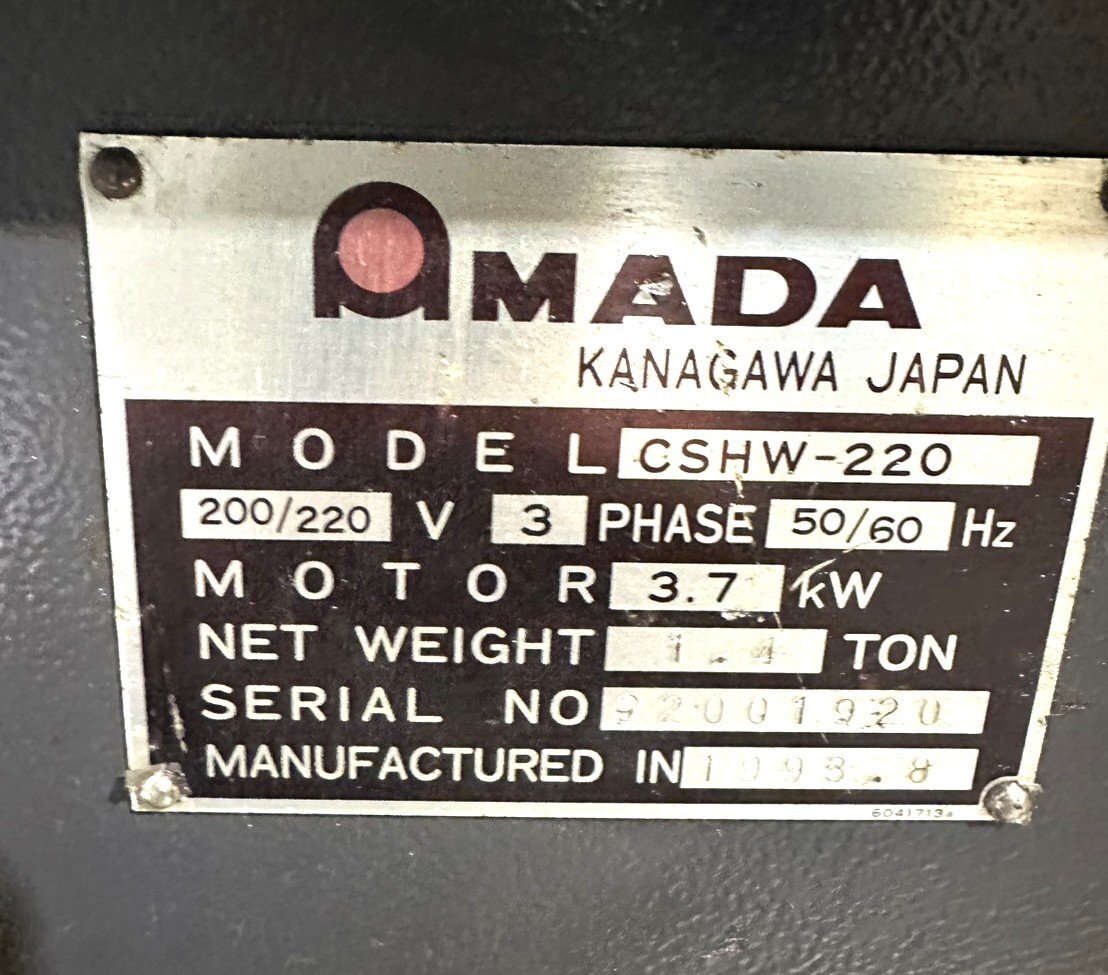 AMADA
KANAGAWA JAPAN
MODEL CSHW-220
200/220 V 3 PHASE 50/60 Hz
MOTOR 3.7 kW
NET WEIGHT 1.4 TON
SERIAL NO 92001920
MANUFACTURED IN 1993.8